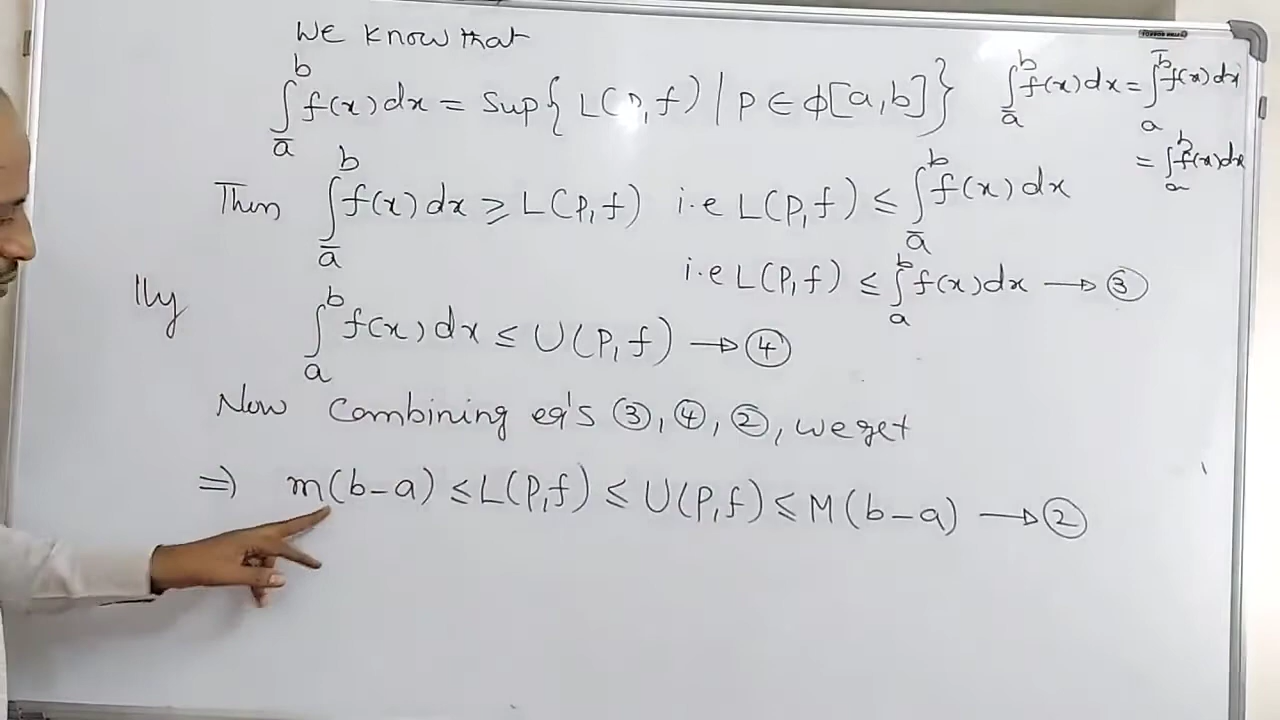 We know that
∫_a̲^b f(x) dx = Sup{ L(P,f) | P ∈ φ[a,b] }
∫_a̲^b f(x) dx = ∫_a^b̄ f(x) dx
= ∫_a^b f(x) dx
Then ∫_a̲^b f(x) dx ≥ L(P,f) i.e L(P,f) ≤ ∫_a̲^b f(x) dx
i.e L(P,f) ≤ ∫_a^b f(x) dx → ③
lly ∫_a^b f(x) dx ≤ U(P,f) → ④
Now Combining eq's ③, ④, ②, we get
⇒ m(b-a) ≤ L(P,f) ≤ U(P,f) ≤ M(b-a) → ②